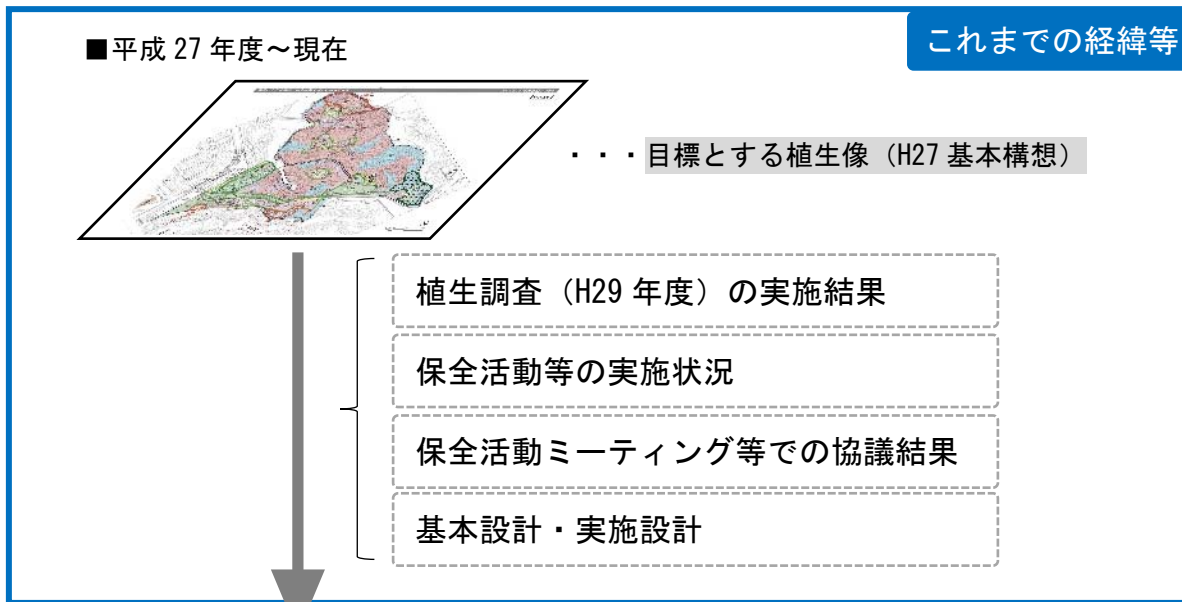 これまでの経緯等
■平成 27 年度～現在
・・・目標とする植生像（H27 基本構想）
植生調査（H29 年度）の実施結果
保全活動等の実施状況
保全活動ミーティング等での協議結果
基本設計・実施設計